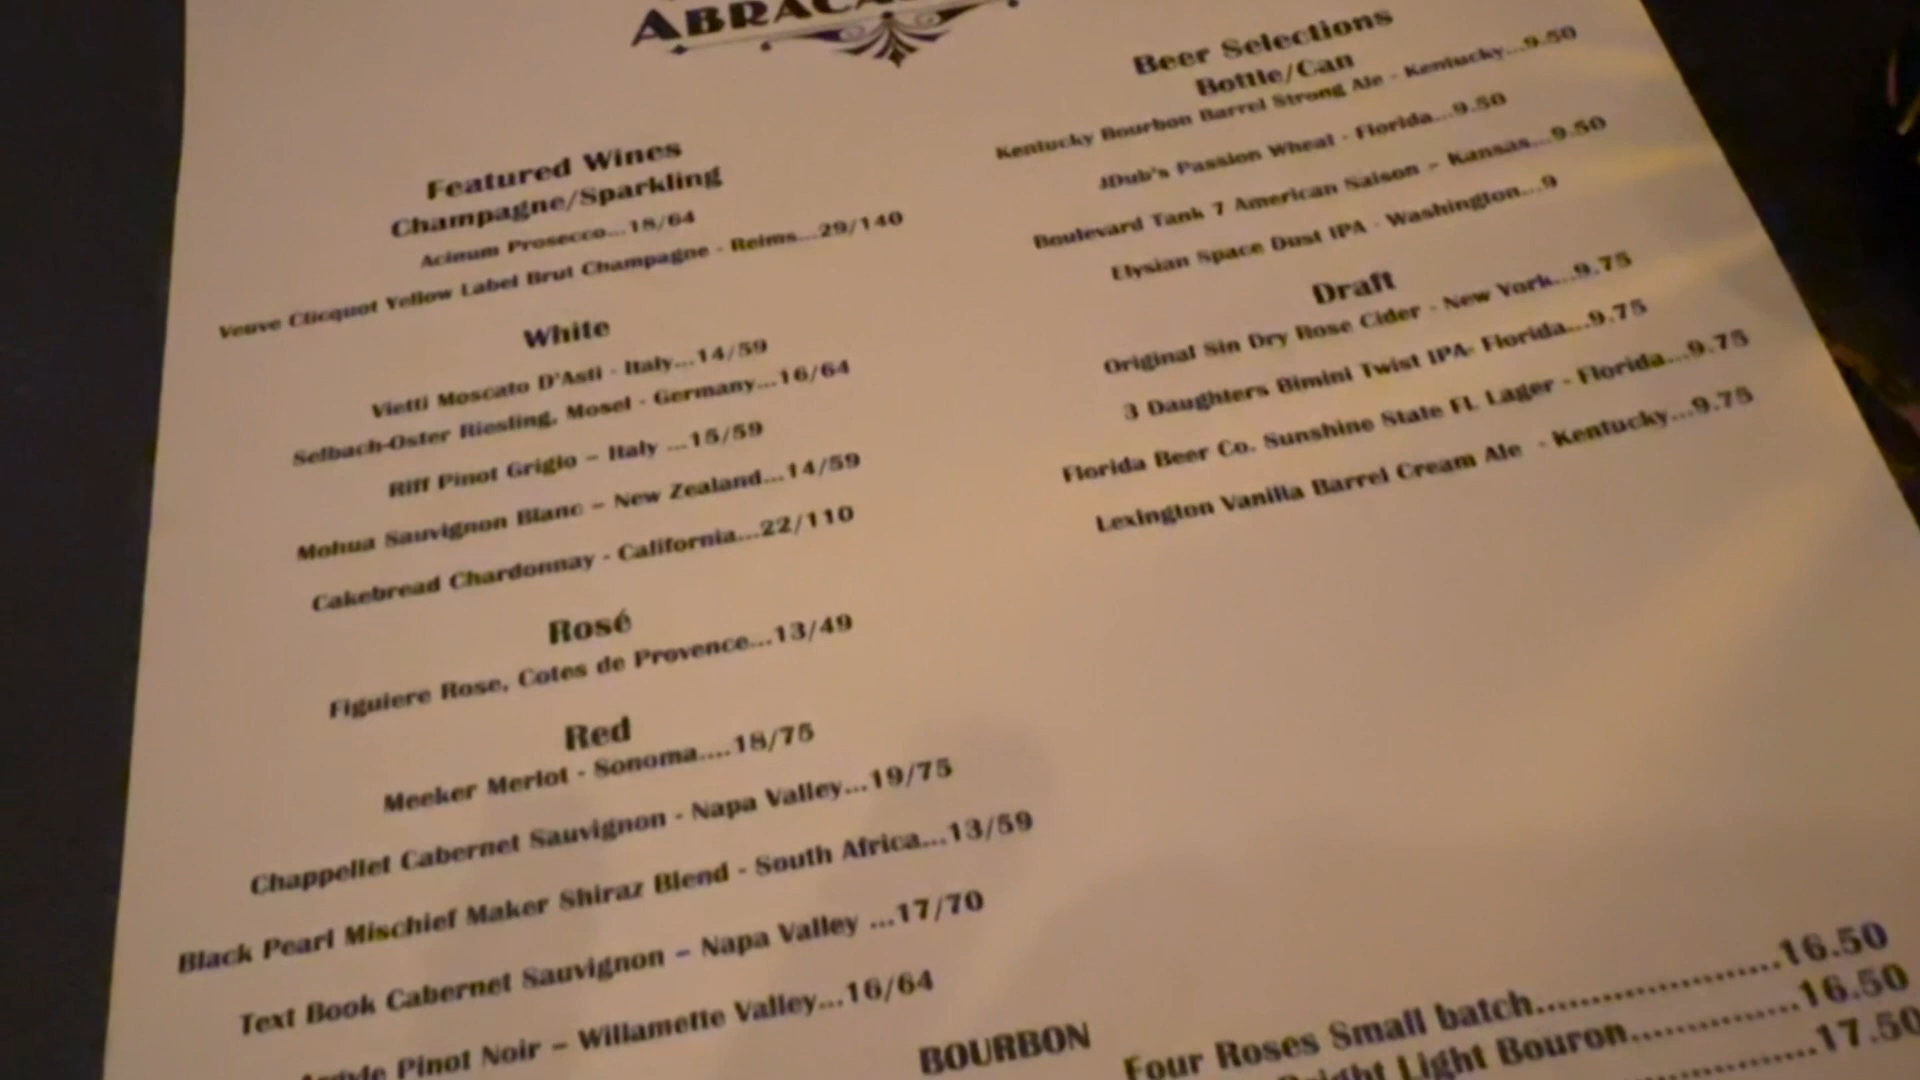 Featured Wines
Champagne/Sparkling
Acinum Prosecco...18/64
Veuve Clicquot Yellow Label Brut Champagne - Reims...29/140
White
Vietti Moscato D'Asti - Italy...14/59
Selbach-Oster Riesling, Mosel - Germany...16/64
Riff Pinot Grigio – Italy ...15/59
Mohua Sauvignon Blanc – New Zealand...14/59
Cakebread Chardonnay - California...22/110
Rosé
Figuiere Rose, Cotes de Provence...13/49
Red
Meeker Merlot - Sonoma....18/75
Chappellet Cabernet Sauvignon - Napa Valley...19/75
Black Pearl Mischief Maker Shiraz Blend - South Africa...13/59
Text Book Cabernet Sauvignon – Napa Valley ...17/70
Pinot Noir – Willamette Valley...16/64
Beer Selections
Bottle/Can
Kentucky Bourbon Barrel Strong Ale - Kentucky...9.50
JDub's Passion Wheat - Florida...9.50
Boulevard Tank 7 American Saison – Kansas...9.50
Elysian Space Dust IPA - Washington...9
Draft
Original Sin Dry Rose Cider - New York...9.75
3 Daughters Bimini Twist IPA- Florida...9.75
Florida Beer Co. Sunshine State FL Lager - Florida...9.75
Lexington Vanilla Barrel Cream Ale - Kentucky...9.75
BOURBON
Four Roses Small batch......................16.50
Light Bouron...............16.50
17.50